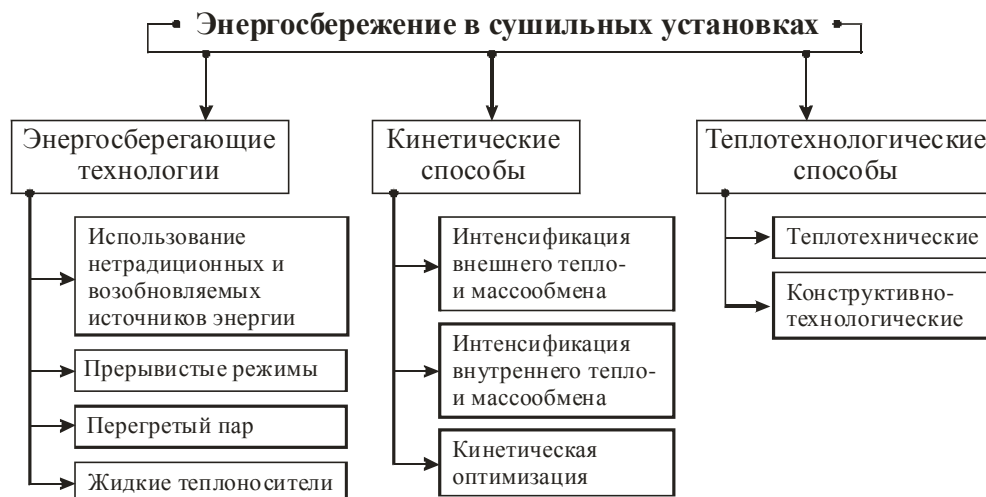 Энергосбережение в сушильных установках
Энергосберегающие
технологии
Использование
нетрадиционных и
возобновляемых
источников энергии
Прерывистые режимы
Перегретый пар
Жидкие теплоносители
Кинетические
способы
Интенсификация
внешнего тепло-
и массообмена
Интенсификация
внутреннего тепло-
и массообмена
Кинетическая
оптимизация
Теплотехнологические
способы
Теплотехнические
Конструктивно-
технологические